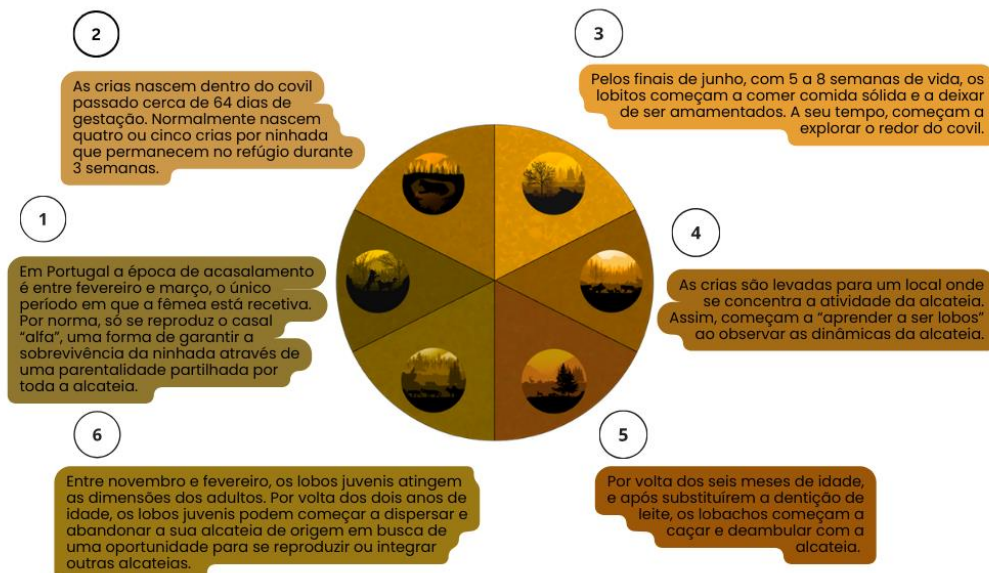 1
Em Portugal a época de acasalamento
é entre fevereiro e março, o único
período em que a fêmea está recetiva.
Por norma, só se reproduz o casal
“alfa”, uma forma de garantir a
sobrevivência da ninhada através de
uma parentalidade partilhada por
toda a alcateia.
2
As crias nascem dentro do covil
passado cerca de 64 dias de
gestação. Normalmente nascem
quatro ou cinco crias por ninhada
que permanecem no refúgio durante
3 semanas.
3
Pelos finais de junho, com 5 a 8 semanas de vida, os
lobitos começam a comer comida sólida e a deixar
de ser amamentados. A seu tempo, começam a
explorar o redor do covil.
4
As crias são levadas para um local onde
se concentra a atividade da alcateia.
Assim, começam a “aprender a ser lobos”
ao observar as dinâmicas da alcateia.
5
Por volta dos seis meses de idade,
e após substituírem a dentição de
leite, os lobachos começam a
caçar e deambular com a
alcateia.
6
Entre novembro e fevereiro, os lobos juvenis atingem
as dimensões dos adultos. Por volta dos dois anos de
idade, os lobos juvenis podem começar a dispersar e
abandonar a sua alcateia de origem em busca de
uma oportunidade para se reproduzir ou integrar
outras alcateias.